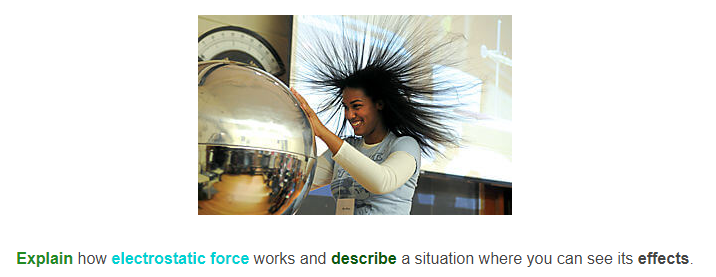 Explain how electrostatic force works and describe a situation where you can see its effects.